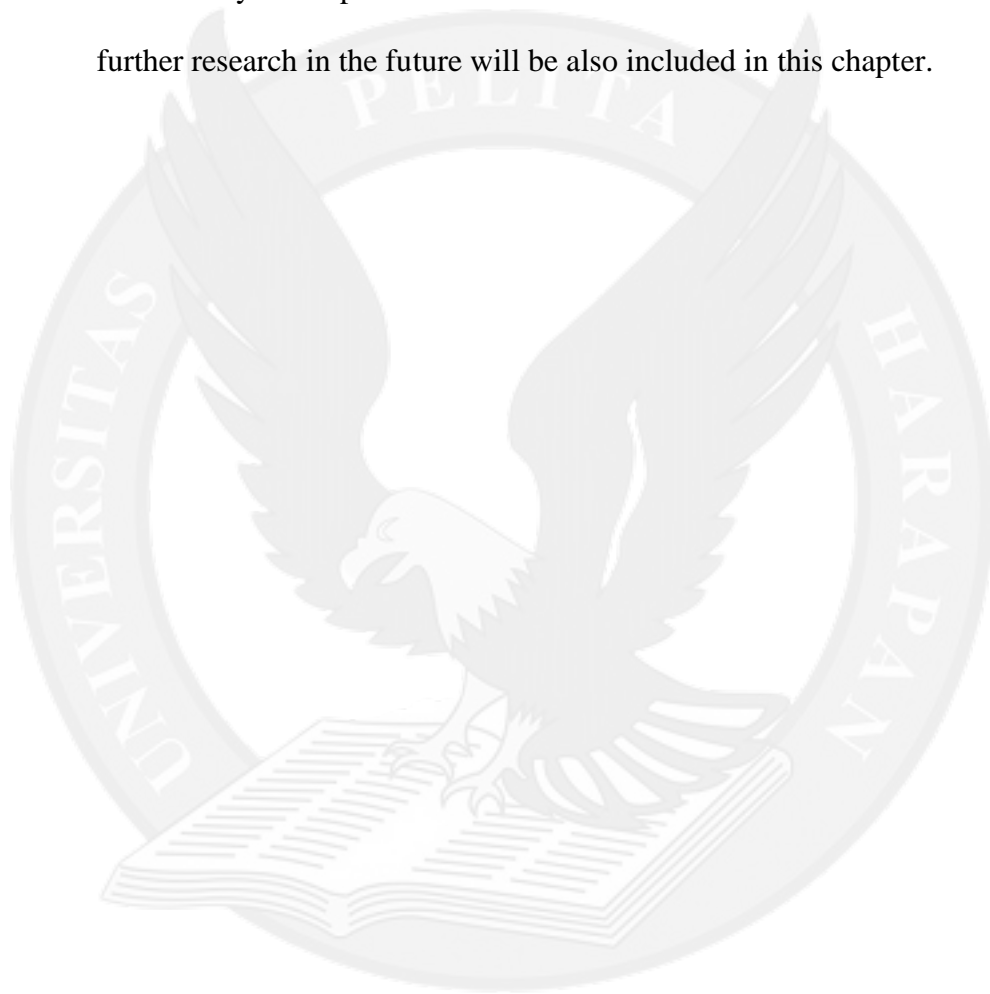 further research in the future will be also included in this chapter.
UNIVERSITAS PELITA HARAPAN